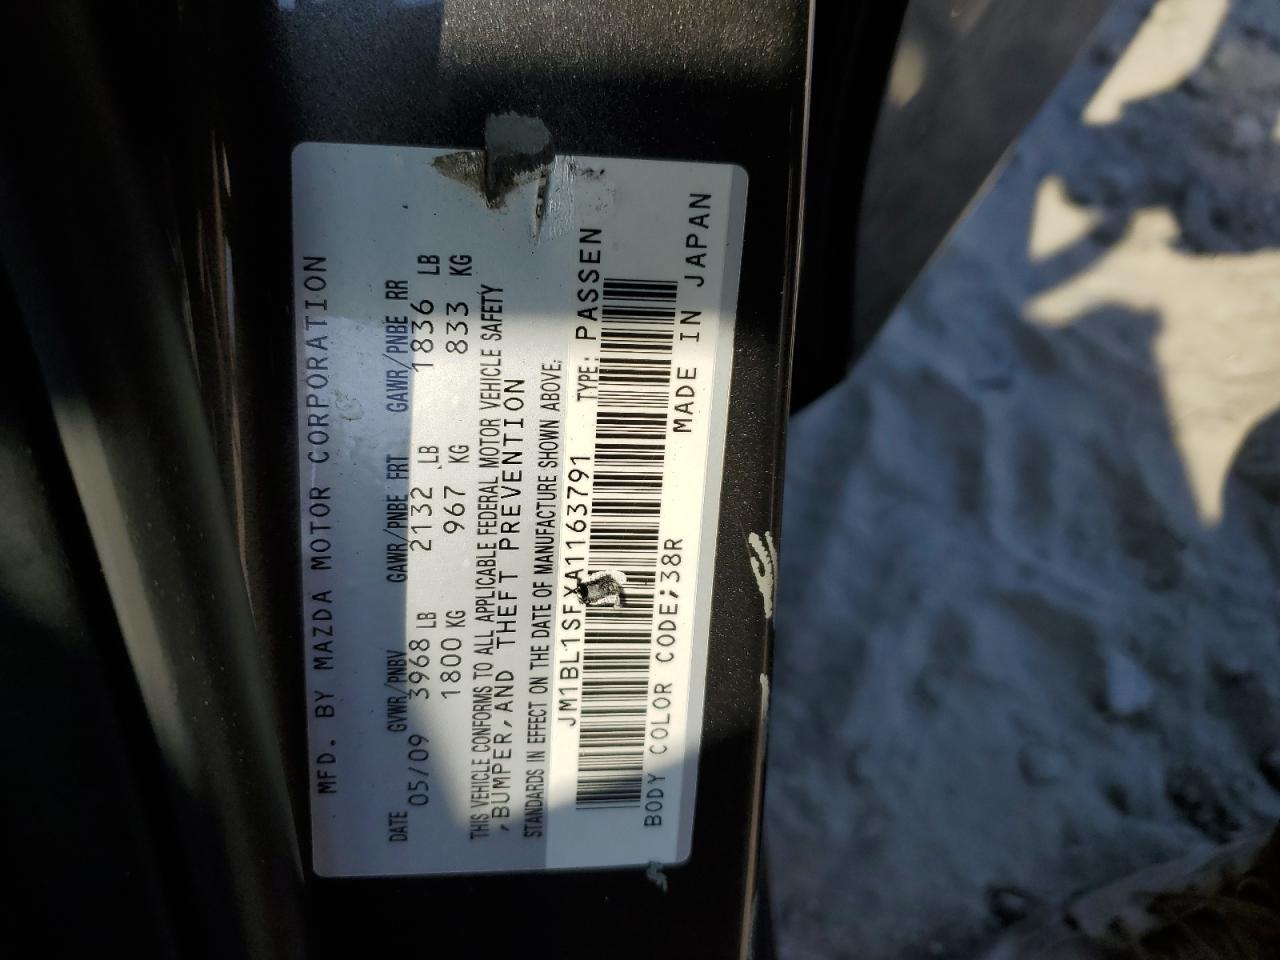 MFD. BY MAZDA MOTOR CORPORATION
DATE GVWR/PNBV GAWR/PNBE FRT GAWR/PNBE RR
05/09 3968 LB 2132 LB 1836 LB
1800 KG 967 KG 833 KG
THIS VEHICLE CONFORMS TO ALL APPLICABLE FEDERAL MOTOR VEHICLE SAFETY
,BUMPER,AND THEFT PREVENTION
STANDARDS IN EFFECT ON THE DATE OF MANUFACTURE SHOWN ABOVE;
JM1BL1SFXA1163791 TYPE: PASSEN
BODY COLOR CODE;38R MADE IN JAPAN